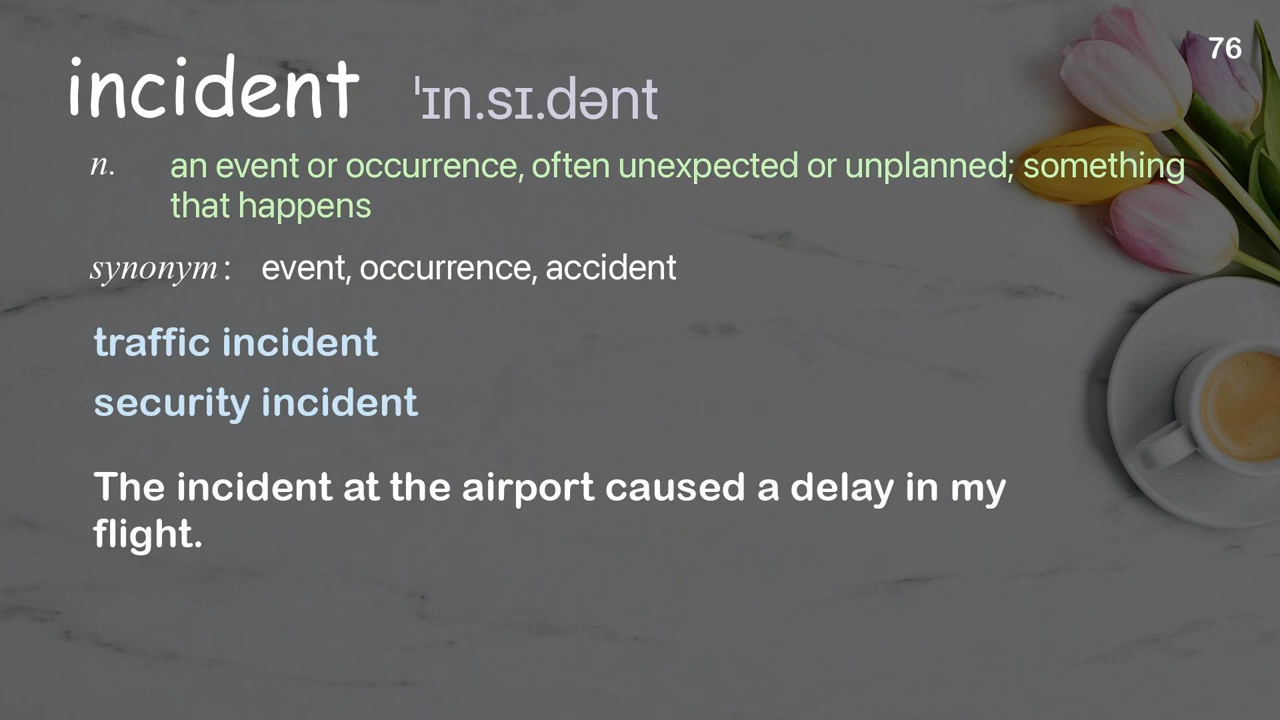 76
incident ˈɪn.sɪ.dənt
n. an event or occurrence, often unexpected or unplanned; something
that happens
synonym: event, occurrence, accident
traffic incident
security incident
The incident at the airport caused a delay in my
flight.